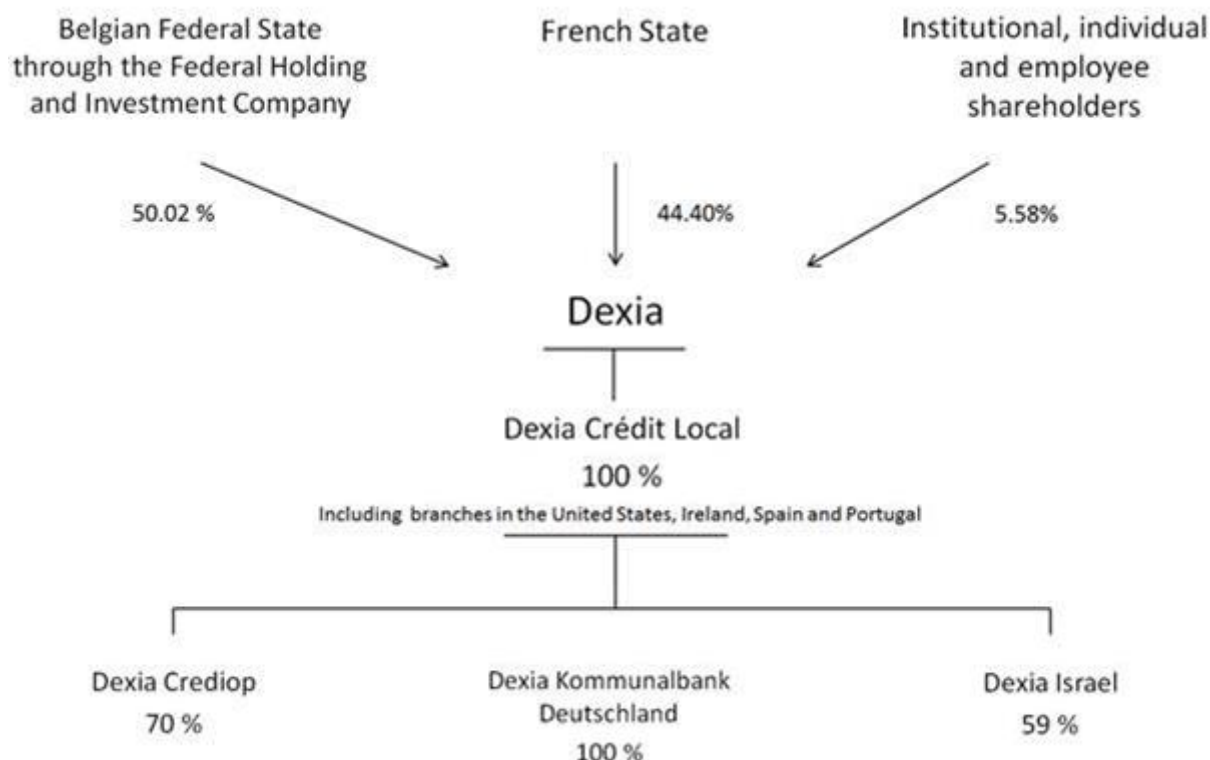 Belgian Federal State
through the Federal Holding
and Investment Company
French State
Institutional, individual
and employee
shareholders
50.02 %
44.40%
5.58%
Dexia
Dexia Crédit Local
100 %
Including branches in the United States, Ireland, Spain and Portugal
Dexia Crediop
70 %
Dexia Kommunalbank
Deutschland
100 %
Dexia Israel
59 %